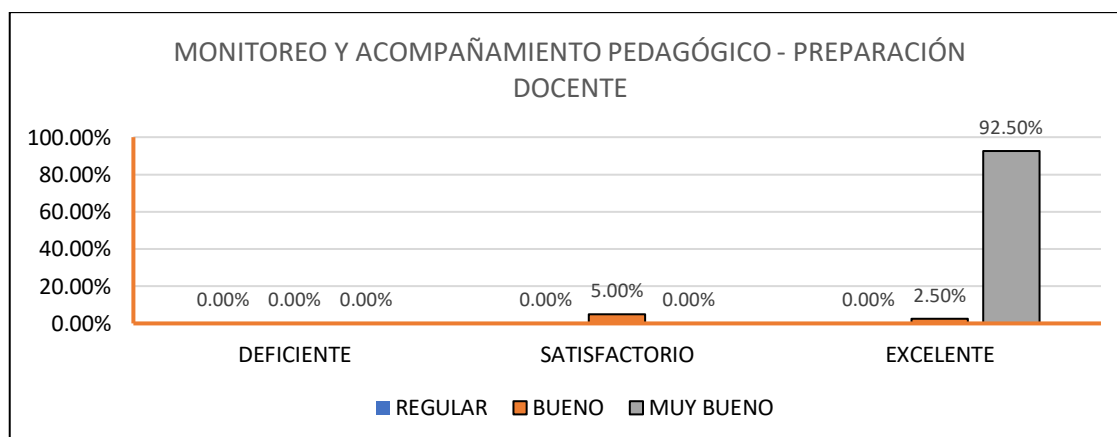 MONITOREO Y ACOMPAÑAMIENTO PEDAGÓGICO - PREPARACIÓN
DOCENTE
92.50%
100.00%
80.00%
60.00%
40.00%
20.00%
0.00%
0.00% 0.00% 0.00% 0.00% 5.00% 0.00% 0.00% 2.50%
DEFICIENTE SATISFACTORIO EXCELENTE
REGULAR BUENO MUY BUENO